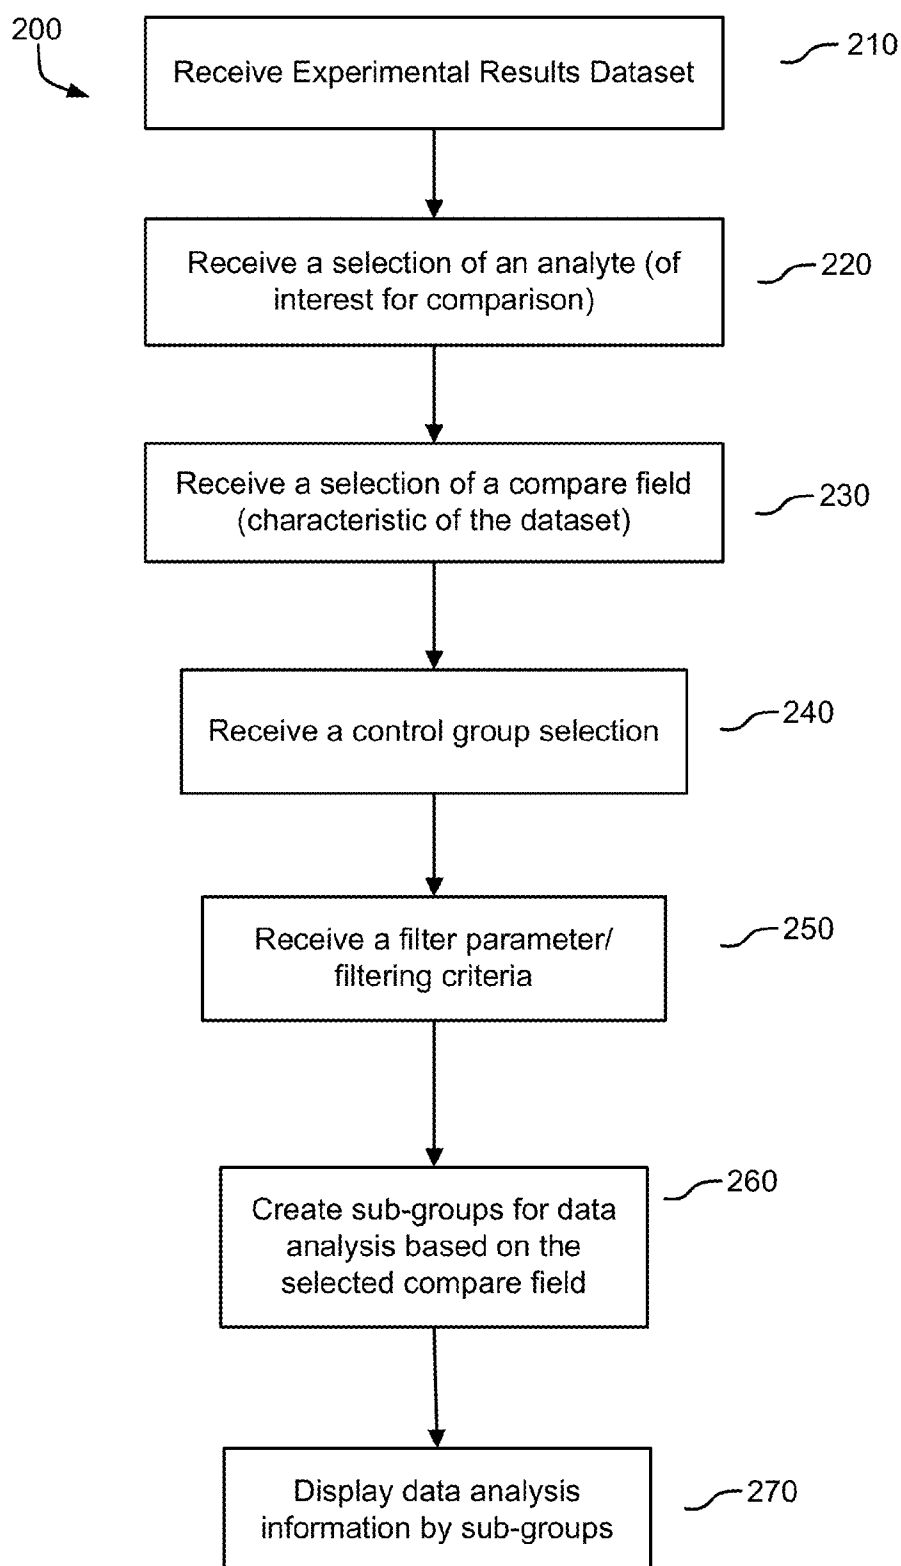 200
Receive Experimental Results Dataset
210
Receive a selection of an analyte (of
interest for comparison)
220
Receive a selection of a compare field
(characteristic of the dataset)
230
Receive a control group selection
240
Receive a filter parameter/
filtering criteria
250
Create sub-groups for data
analysis based on the
selected compare field
260
Display data analysis
information by sub-groups
270